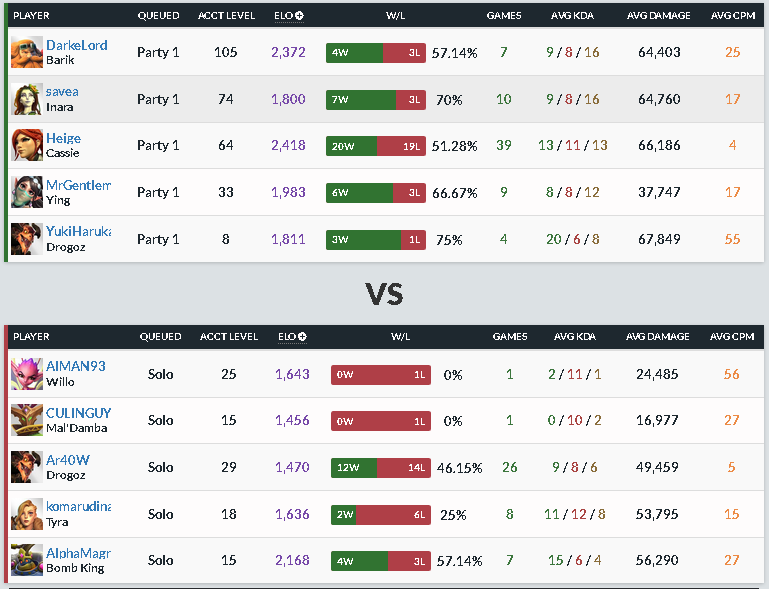 PLAYER QUEUED ACCT LEVEL ELO W/L GAMES AVG KDA AVG DAMAGE AVG CPM
DarkeLord
Barik Party 1 105 2,372 4W 3L 57.14% 7 9 / 8 / 16 64,403 25
savea
Inara Party 1 74 1,800 7W 3L 70% 10 9 / 8 / 16 64,760 17
Heige
Cassie Party 1 64 2,418 20W 19L 51.28% 39 13 / 11 / 13 66,186 4
MrGentlem
Ying Party 1 33 1,983 6W 3L 66.67% 9 8 / 8 / 12 37,747 17
YukiHaruka
Drogoz Party 1 8 1,811 3W 1L 75% 4 20 / 6 / 8 67,849 55
VS
PLAYER QUEUED ACCT LEVEL ELO W/L GAMES AVG KDA AVG DAMAGE AVG CPM
AIMAN93
Willo Solo 25 1,643 0W 1L 0% 1 2 / 11 / 1 24,485 56
CULINGUY
Mal'Damba Solo 15 1,456 0W 1L 0% 1 0 / 10 / 2 16,977 27
Ar40W
Drogoz Solo 29 1,470 12W 14L 46.15% 26 9 / 8 / 6 49,459 5
komarudina
Tyra Solo 18 1,636 2W 6L 25% 8 11 / 12 / 8 53,795 15
AlphaMagr
Bomb King Solo 15 2,168 4W 3L 57.14% 7 15 / 6 / 4 56,290 27